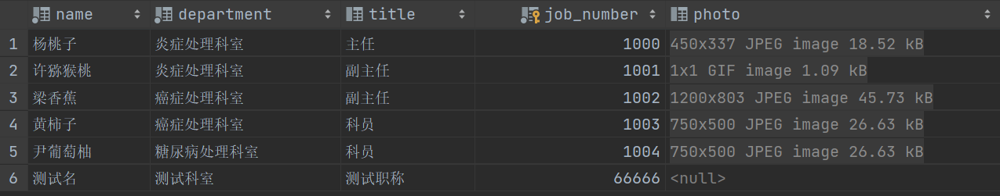 name department title job_number photo
1 杨桃子 炎症处理科室 主任 1000 450x337 JPEG image 18.52 kB
2 许猕猴桃 炎症处理科室 副主任 1001 1x1 GIF image 1.09 kB
3 梁香蕉 癌症处理科室 副主任 1002 1200x803 JPEG image 45.73 kB
4 黄柿子 癌症处理科室 科员 1003 750x500 JPEG image 26.63 kB
5 尹葡萄柚 糖尿病处理科室 科员 1004 750x500 JPEG image 26.63 kB
6 测试名 测试科室 测试职称 66666 <null>